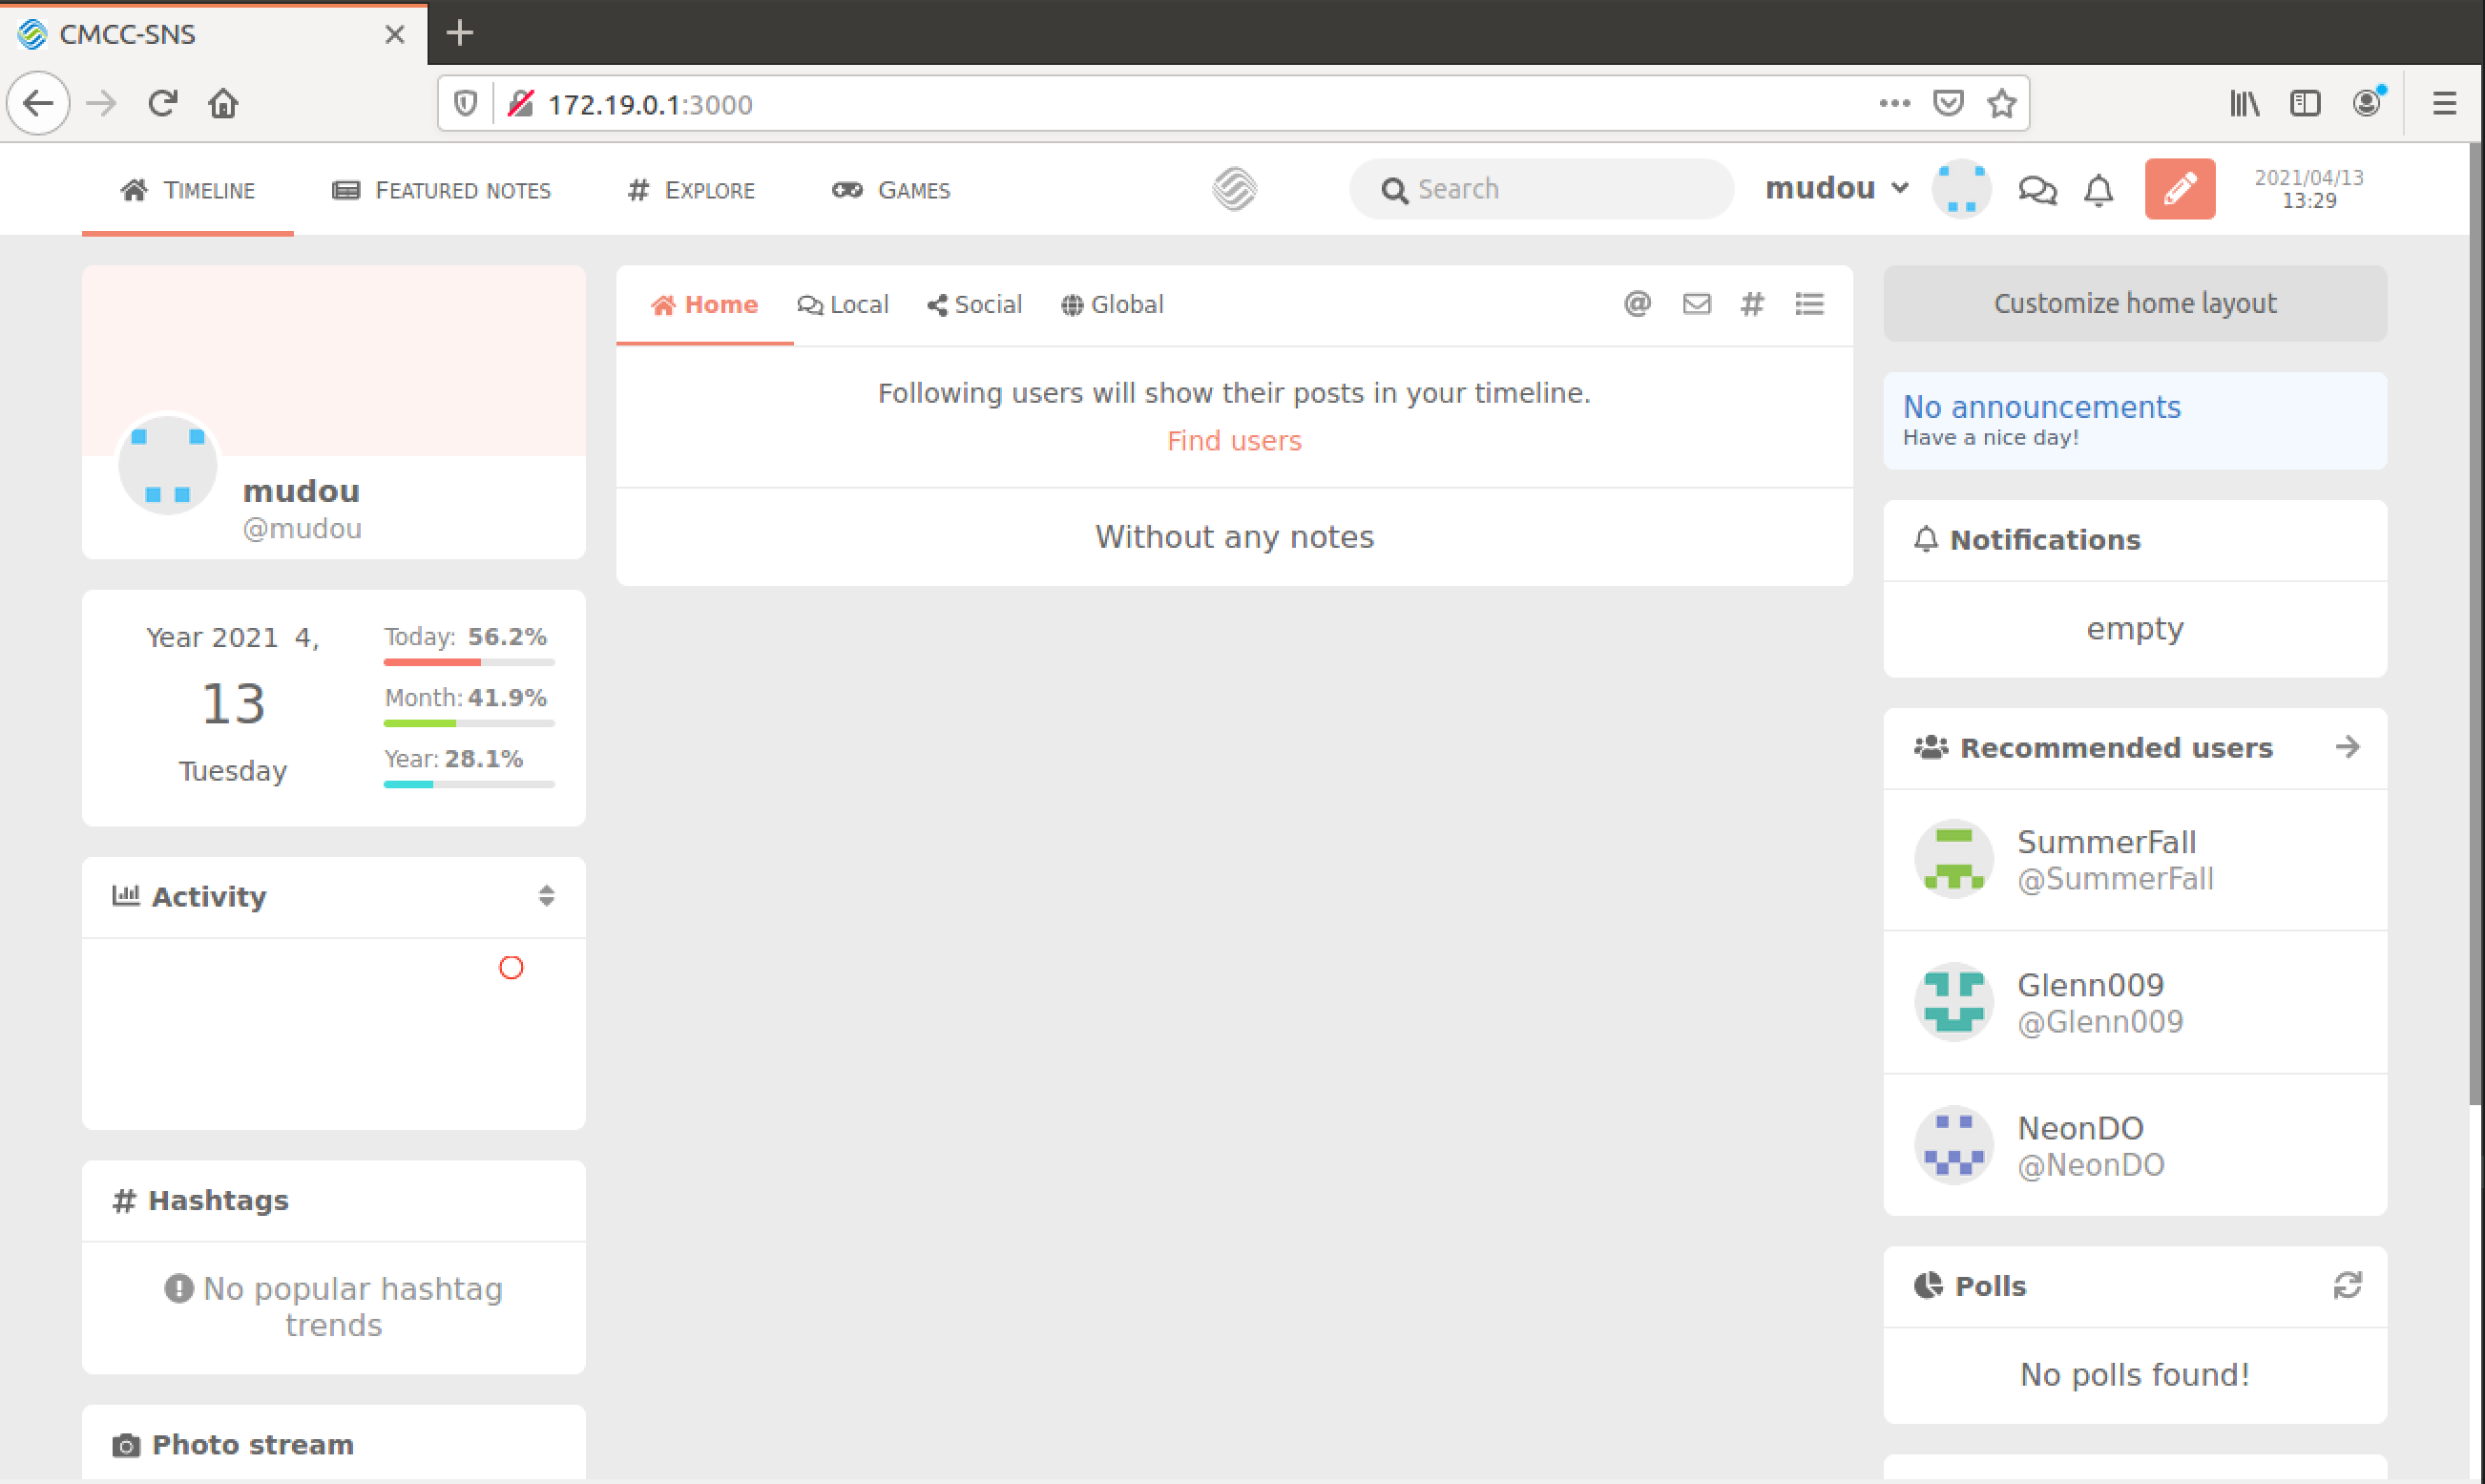 CMCC-SNS
172.19.0.1:3000
TIMELINE
FEATURED NOTES
EXPLORE
GAMES
Search
mudou
2021/04/13
13:29
mudou
@mudou
Year 2021 4,
13
Tuesday
Today: 56.2%
Month: 41.9%
Year: 28.1%
Activity
# Hashtags
No popular hashtag
trends
Photo stream
Home
Local
Social
Global
Following users will show their posts in your timeline.
Find users
Without any notes
Customize home layout
No announcements
Have a nice day!
Notifications
empty
Recommended users
SummerFall
@SummerFall
Glenn009
@Glenn009
NeonDO
@NeonDO
Polls
No polls found!